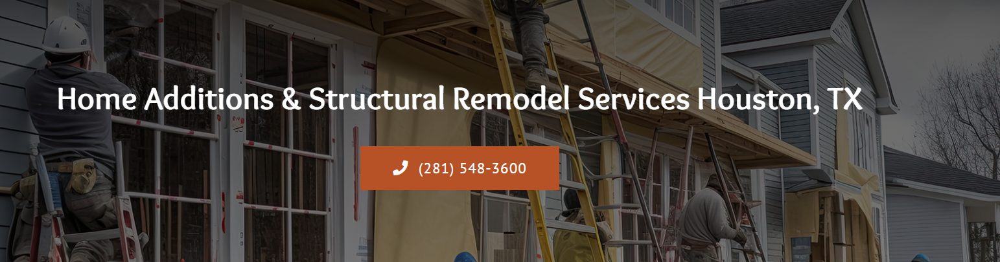 Home Additions & Structural Remodel Services Houston, TX
(281) 548-3600